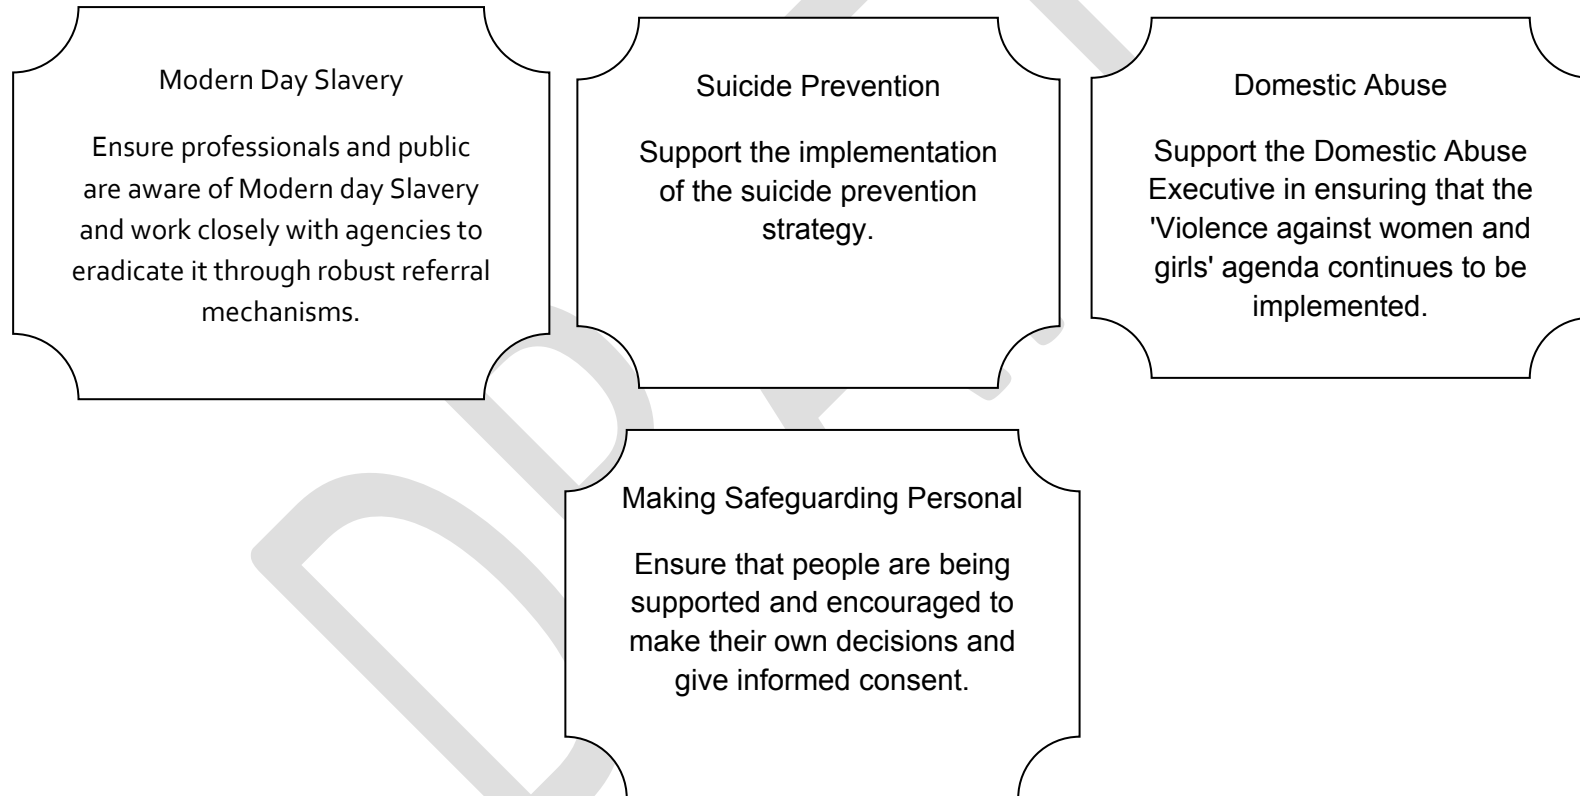 Modern Day Slavery
Ensure professionals and public
are aware of Modern day Slavery
and work closely with agencies to
eradicate it through robust referral
mechanisms.
Suicide Prevention
Support the implementation
of the suicide prevention
strategy.
Domestic Abuse
Support the Domestic Abuse
Executive in ensuring that the
'Violence against women and
girls' agenda continues to be
implemented.
Making Safeguarding Personal
Ensure that people are being
supported and encouraged to
make their own decisions and
give informed consent.